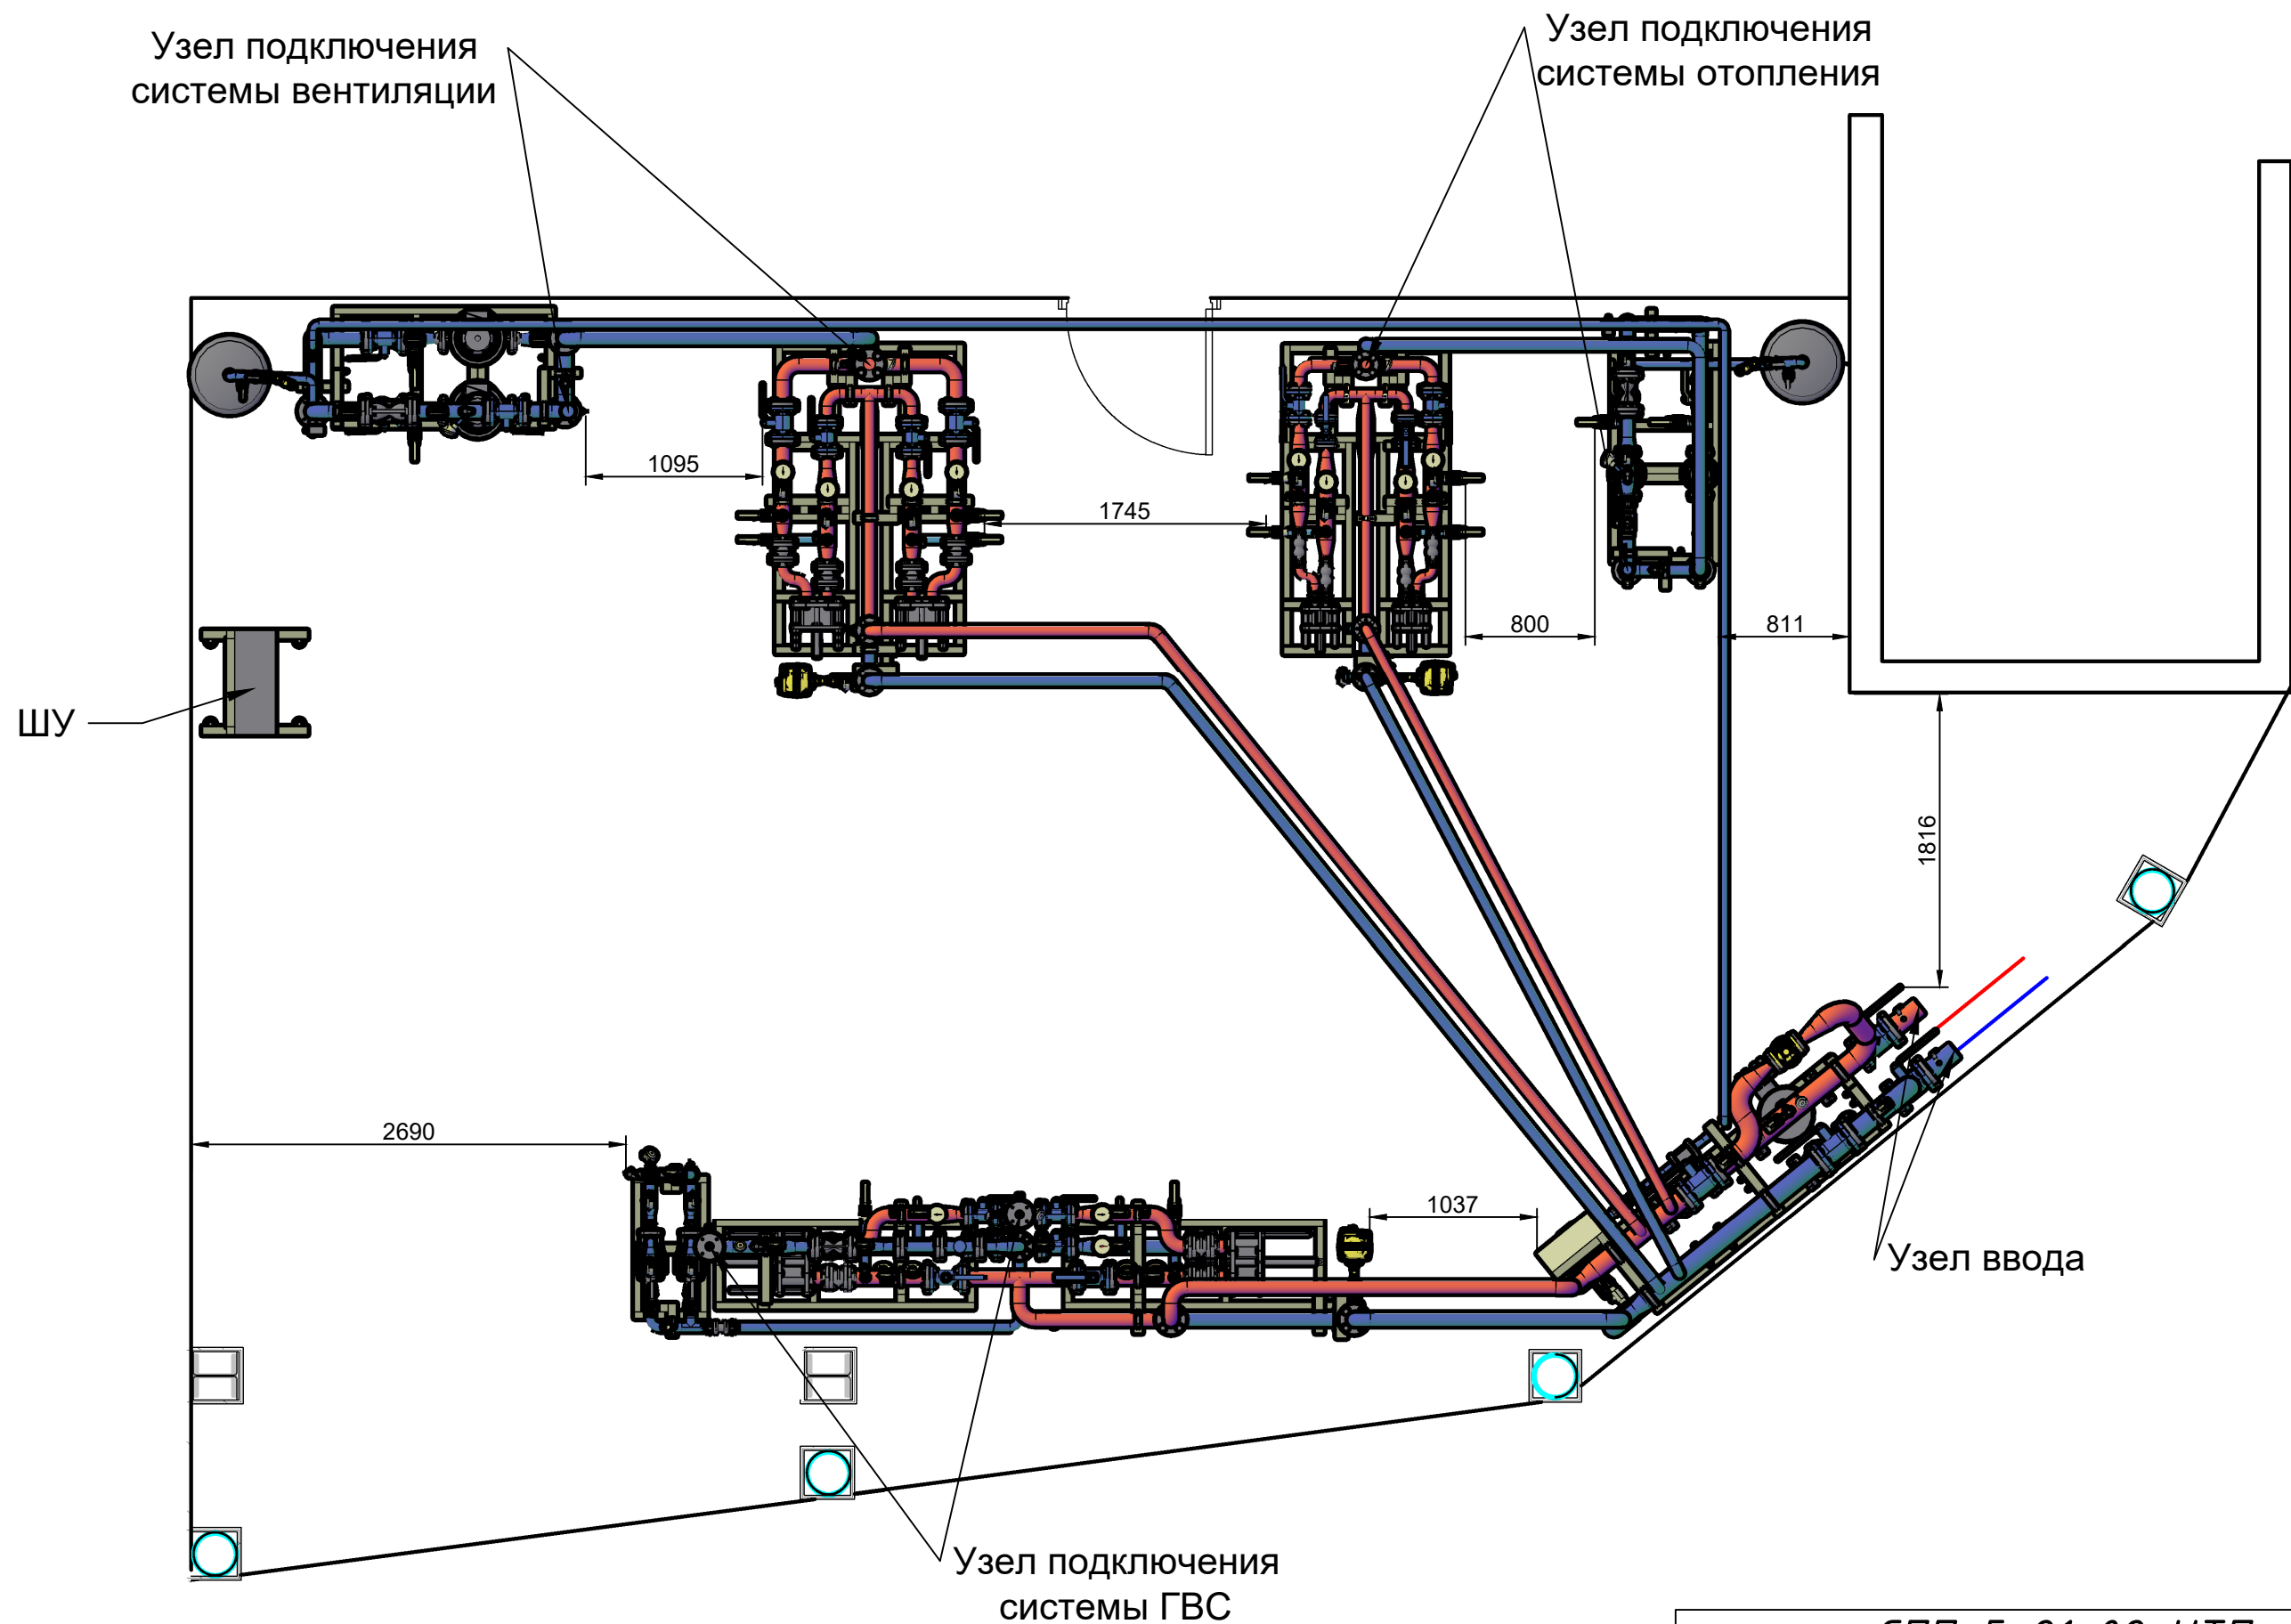 Узел подключения
системы вентиляции
Узел подключения
системы отопления
1095
1745
800
811
ШУ
1816
2690
1037
Узел ввода
Узел подключения
системы ГВС